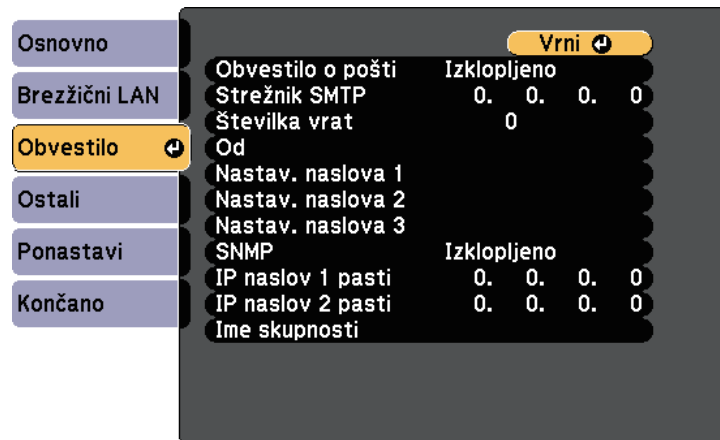 Osnovno
Brezžični LAN
Obvestilo
Ostali
Ponastavi
Končano
Vrni
Obvestilo o pošti Izklopljeno
Strežnik SMTP 0. 0. 0. 0
Številka vrat 0
Od
Nastav. naslova 1
Nastav. naslova 2
Nastav. naslova 3
SNMP Izklopljeno
IP naslov 1 pasti 0. 0. 0. 0
IP naslov 2 pasti 0. 0. 0. 0
Ime skupnosti